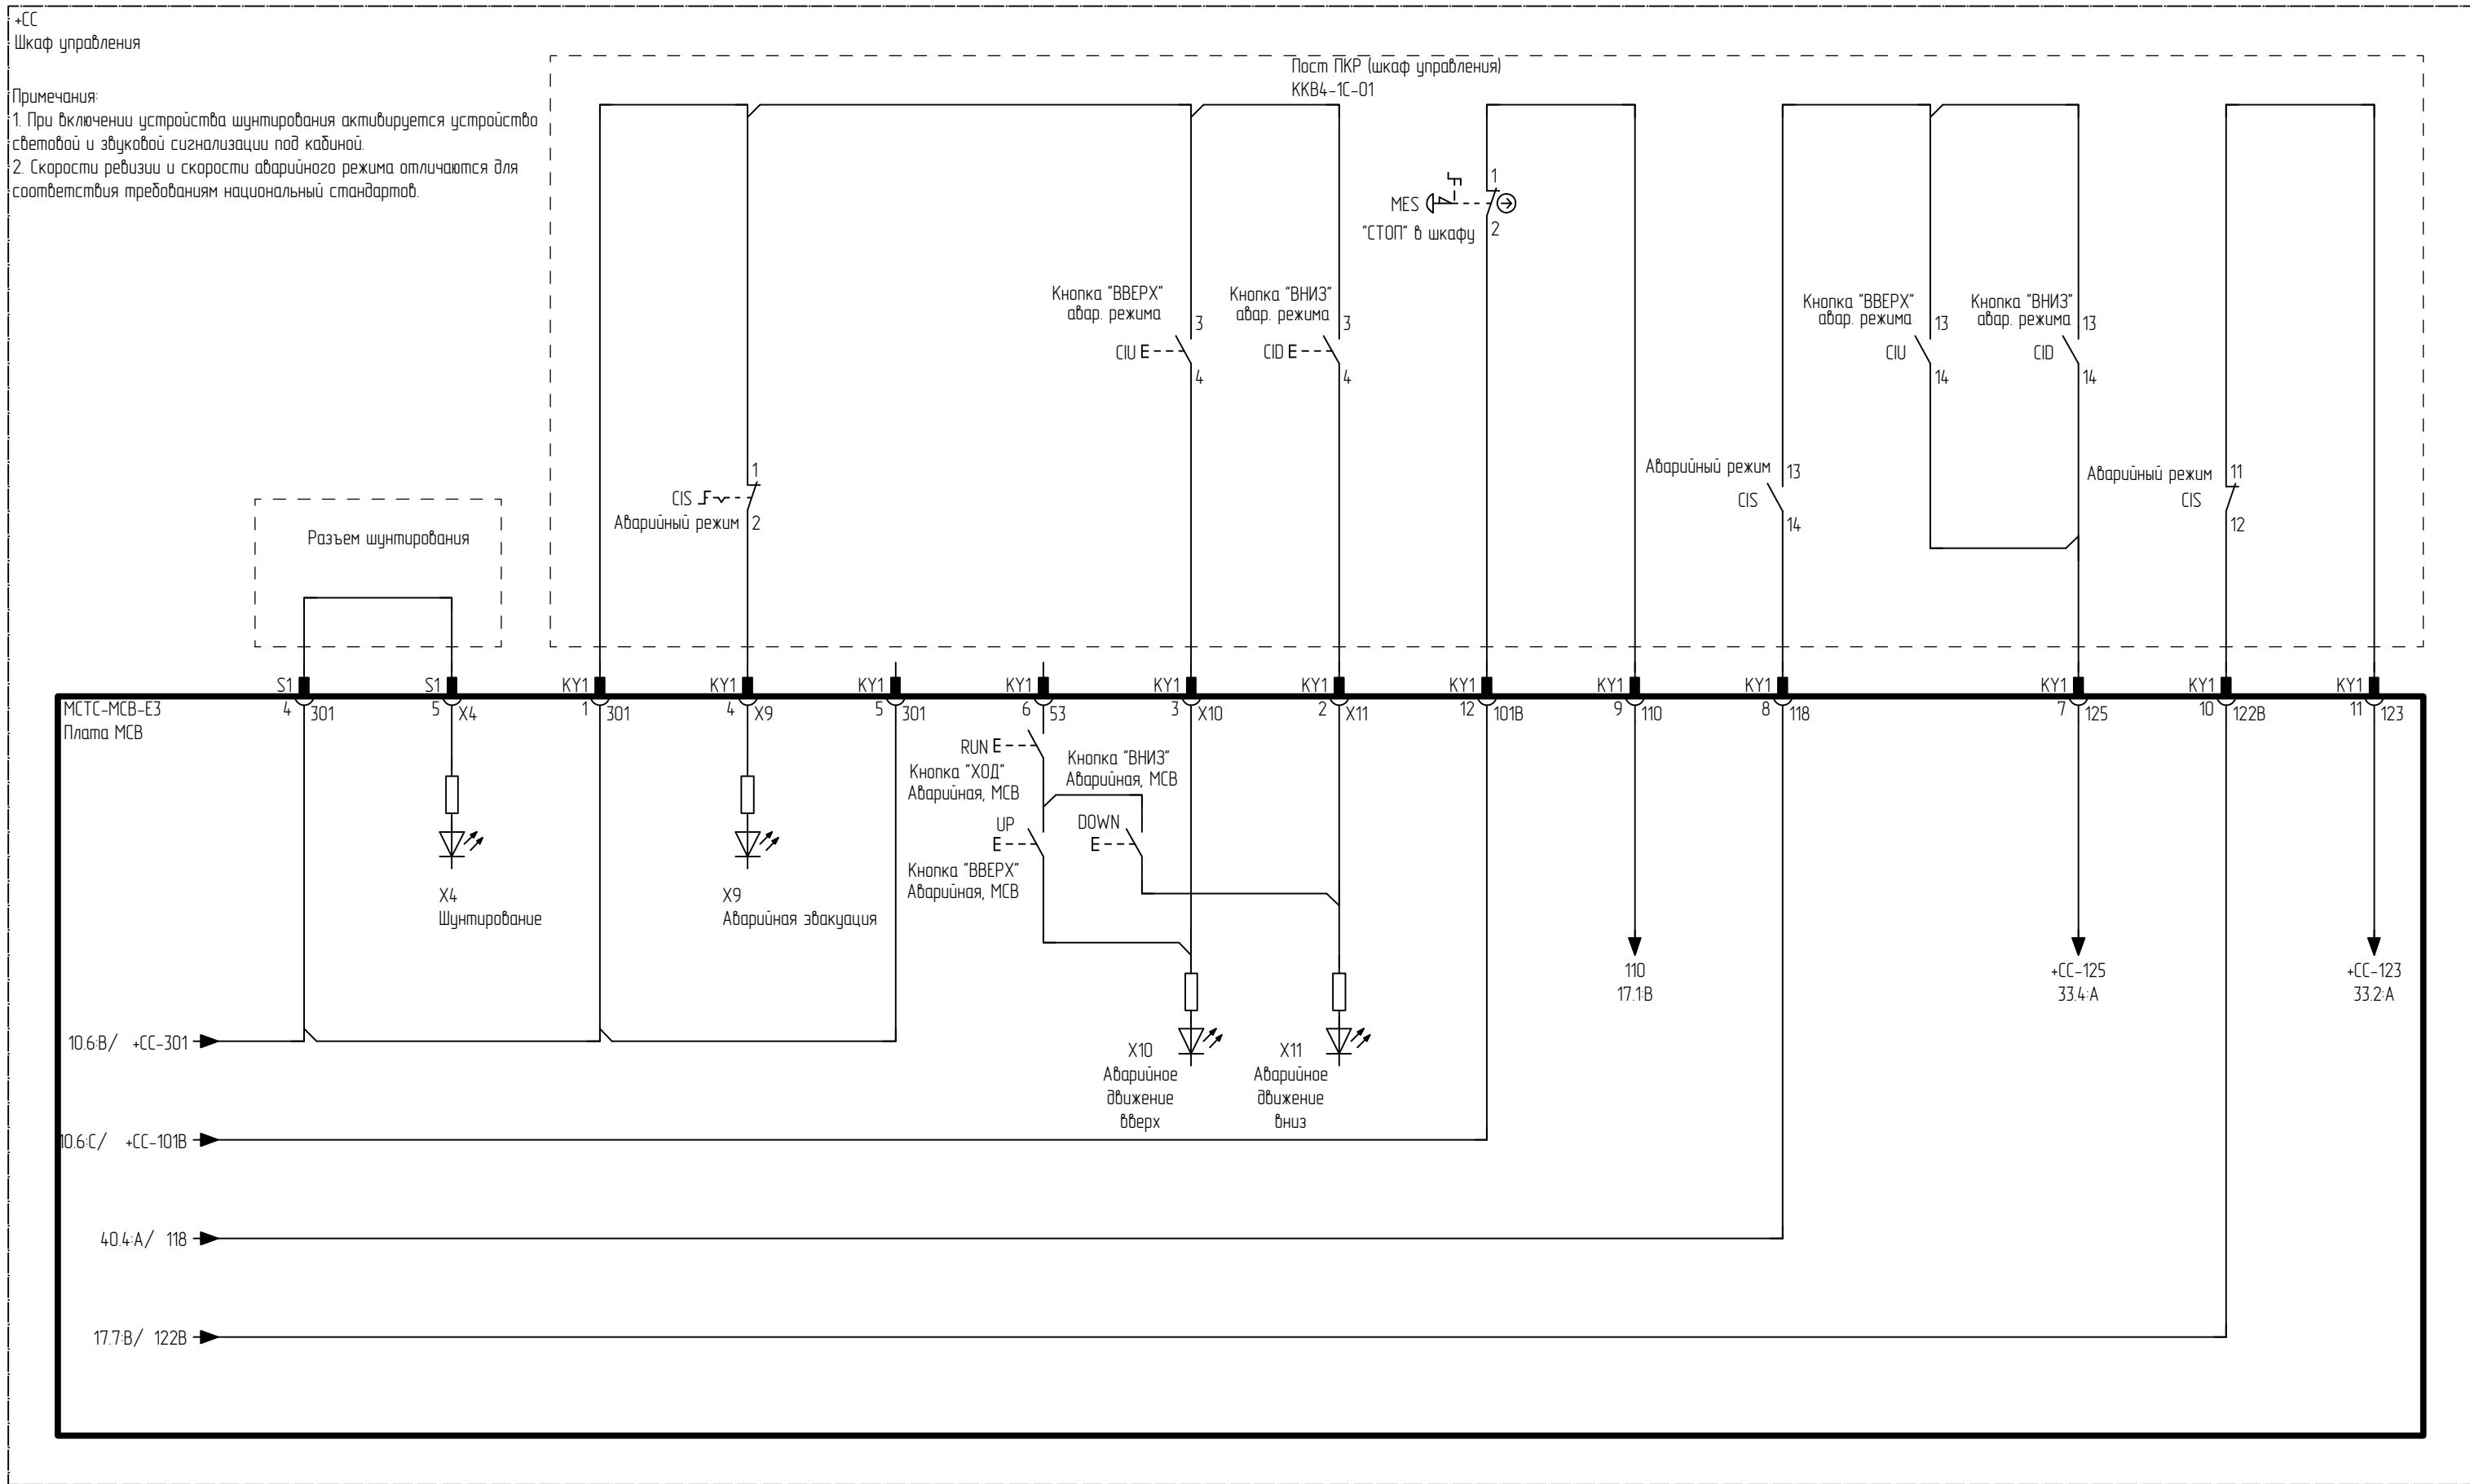 +СС
Шкаф управления
Примечания:
1. При включении устройства шунтирования активируется устройство
световой и звуковой сигнализации под кабиной.
2. Скорости ревизии и скорости аварийного режима отличаются для
соответствия требованиям национальный стандартов.
Пост ПКР (шкаф управления)
ККВ4-1С-01
1
MES
"СТОП" в шкафу
2
Кнопка "ВВЕРХ"
авар. режима
3
CIU
4
Кнопка "ВНИЗ"
авар. режима
3
CID
4
Кнопка "ВВЕРХ"
авар. режима
13
CIU
14
Кнопка "ВНИЗ"
авар. режима
13
CID
14
1
CIS
Аварийный режим
2
Аварийный режим
13
CIS
14
Аварийный режим
11
CIS
12
Разъем шунтирования
S1
S1
KY1
KY1
KY1
KY1
KY1
KY1
KY1
KY1
KY1
KY1
KY1
KY1
MCTC-MCB-E3
Плата МСВ
4 301
5 X4
1 301
4 X9
5 301
6 53
3 X10
2 X11
12 101B
9 110
8 118
7 125
10 122B
11 123
RUN
Кнопка "ХОД"
Аварийная, МСВ
Кнопка "ВНИЗ"
Аварийная, МСВ
UP
DOWN
Кнопка "ВВЕРХ"
Аварийная, МСВ
X4
Шунтирование
X9
Аварийная эвакуация
110
17.1:B
+CC-125
33.4:A
+CC-123
33.2:A
10.6:B/ +CC-301
X10
Аварийное
движение
вверх
X11
Аварийное
движение
вниз
10.6:C/ +CC-101B
40.4:A/ 118
17.7:B/ 122B